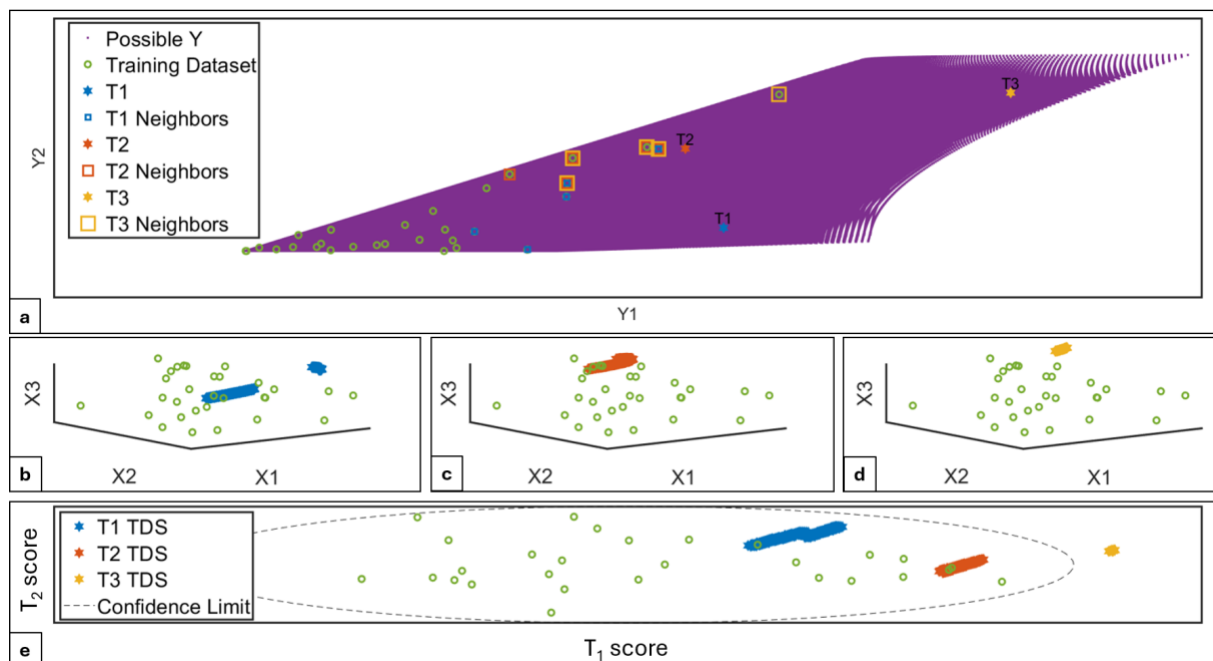 Possible Y
Training Dataset
T1
T1 Neighbors
T2
T2 Neighbors
T3
T3 Neighbors
T3
T2
T1
Y2
Y1
a
X3
X2
X1
b
X3
X2
X1
c
X3
X2
X1
d
T1 TDS
T2 TDS
T3 TDS
Confidence Limit
T₂ score
T₁ score
e